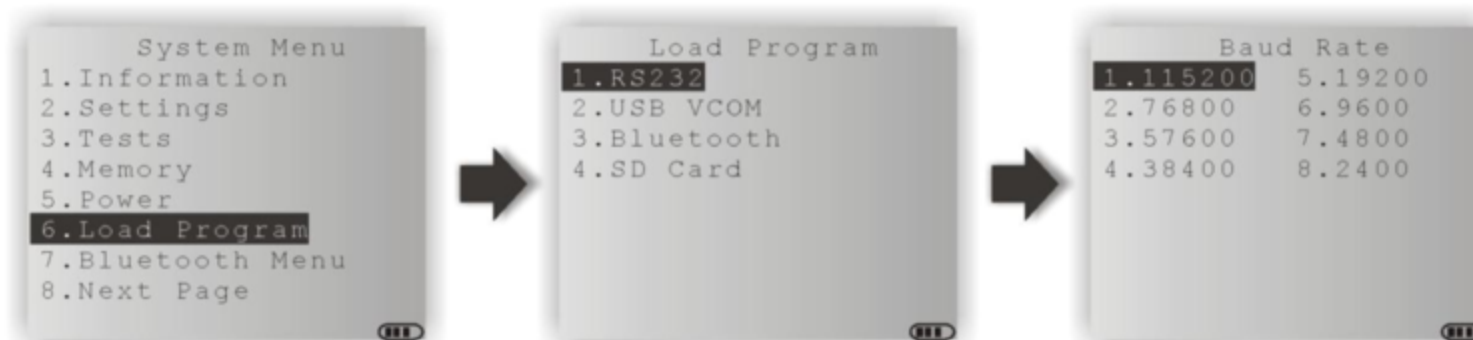 System Menu
1.Information
2.Settings
3.Tests
4.Memory
5.Power
6.Load Program
7.Bluetooth Menu
8.Next Page
Load Program
1.RS232
2.USB VCOM
3.Bluetooth
4.SD Card
Baud Rate
1.115200 5.19200
2.76800 6.9600
3.57600 7.4800
4.38400 8.2400